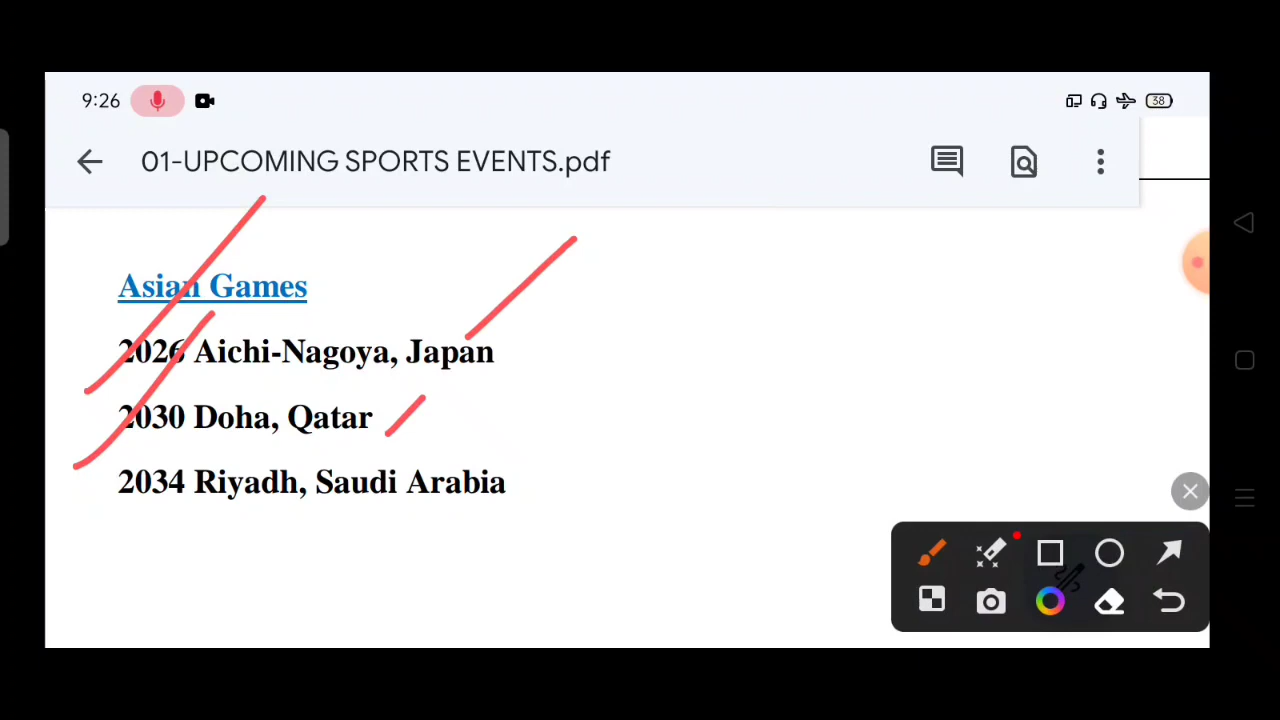 9:26
38
01-UPCOMING SPORTS EVENTS.pdf
Asian Games
2026 Aichi-Nagoya, Japan
2030 Doha, Qatar
2034 Riyadh, Saudi Arabia